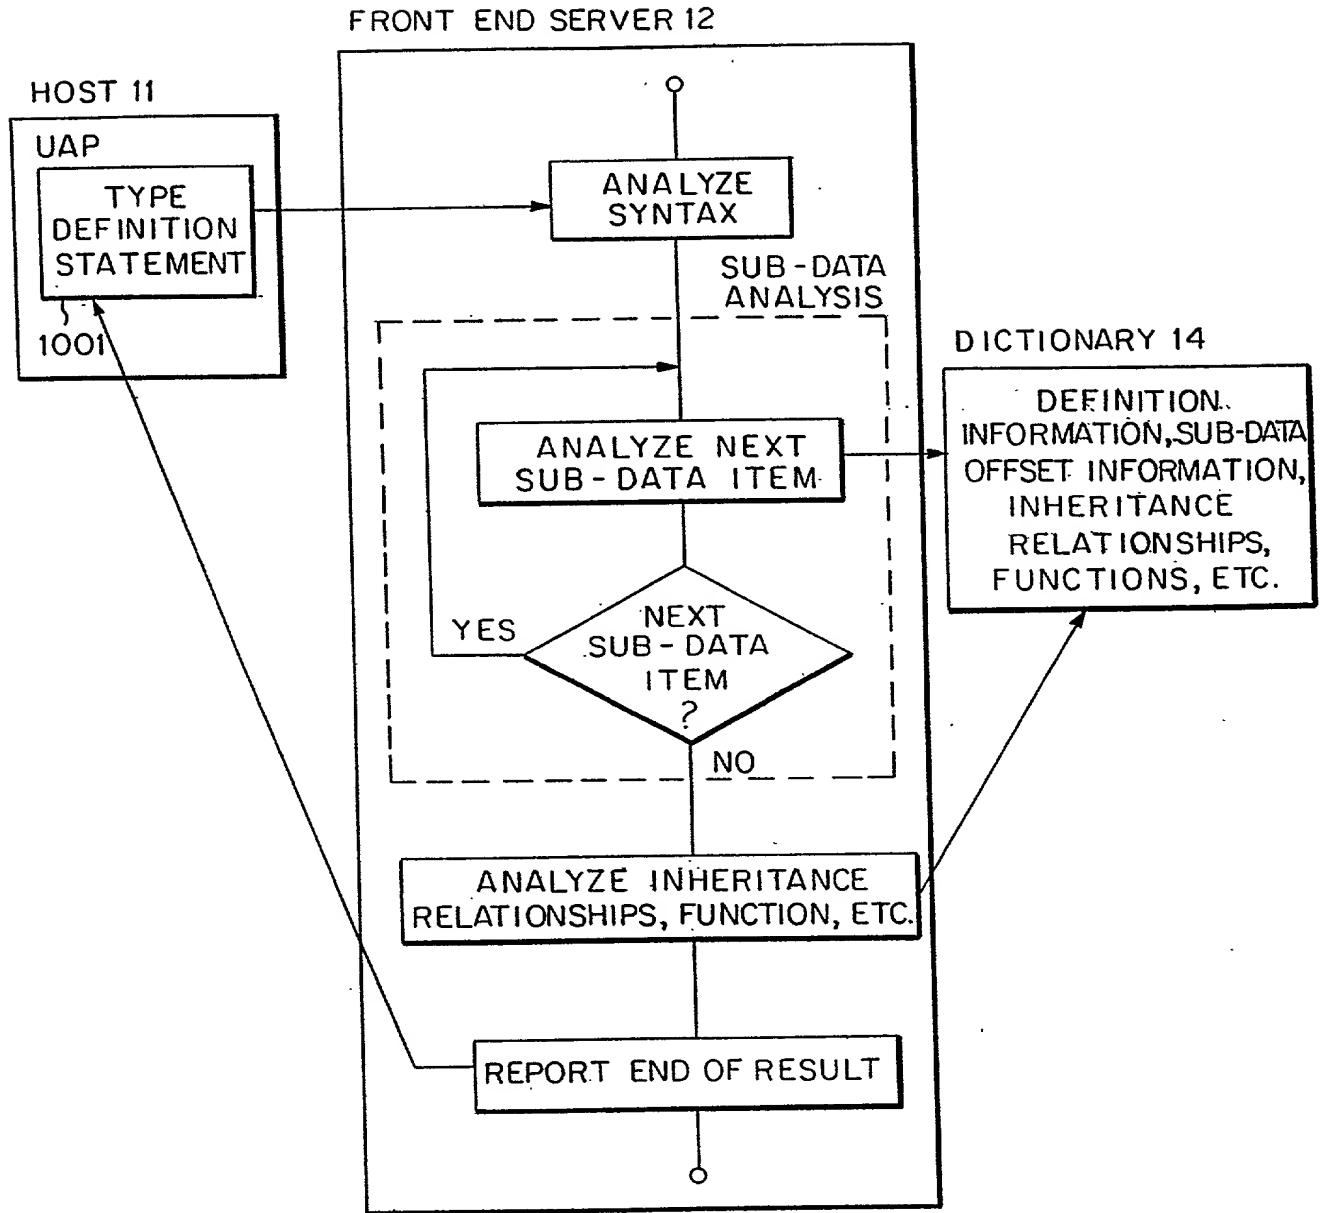 FRONT END SERVER 12
HOST 11
UAP
TYPE
DEFINITION
STATEMENT
1001
ANALYZE
SYNTAX
SUB-DATA
ANALYSIS
DICTIONARY 14
ANALYZE NEXT
SUB-DATA ITEM
DEFINITION
INFORMATION, SUB-DATA
OFFSET INFORMATION,
INHERITANCE
RELATIONSHIPS,
FUNCTIONS, ETC.
YES
NEXT
SUB-DATA
ITEM
?
NO
ANALYZE INHERITANCE
RELATIONSHIPS, FUNCTION, ETC.
REPORT END OF RESULT